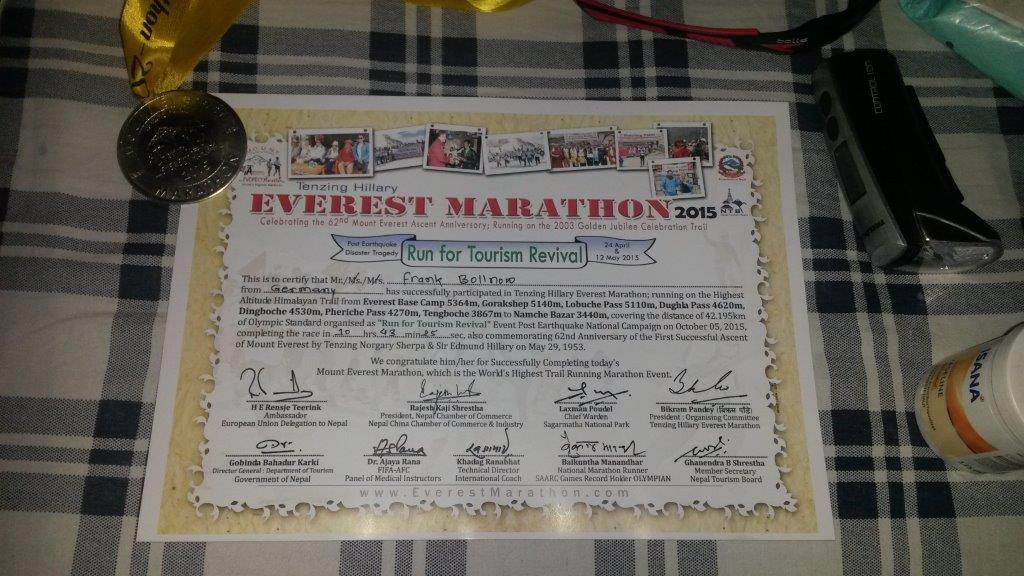 Tenzing Hillary
EVEREST MARATHON 2015
Celebrating the 62nd Mount Everest Ascent Anniversary; Running on the 2003 Golden Jubilee Celebration Trail
Post Earthquake
Disaster Tragedy
Run for Tourism Revival
24 April
12 May 2015
NTB
This is to certify that Mr./Ms./M/s. Frank Bollnow
from Germany has successfully participated in Tenzing Hillary Everest Marathon; running on the Highest
Altitude Himalayan Trail from Everest Base Camp 5364m, Gorakshep 5140m, Lobuche Pass 5110m, Dughla Pass 4620m,
Dingboche 4530m, Pheriche Pass 4270m, Tengboche 3867m to Namche Bazar 3440m, covering the distance of 42.195km
of Olympic Standard organised as "Run for Tourism Revival" Event Post Earthquake National Campaign on October 05, 2015,
completing the race in 10 hrs. 43 min. 25 sec, also commemorating 62nd Anniversary of the First Successful Ascent
of Mount Everest by Tenzing Norgary Sherpa & Sir Edmund Hillary on May 29, 1953.
We congratulate him/her for Successfully Completing today's
Mount Everest Marathon, which is the World's Highest Trail Running Marathon Event.
H E Rensje Teerink
Ambassador
European Union Delegation to Nepal
Rajesh Kaji Shrestha
President, Nepal Chamber of Commerce
Nepal China Chamber of Commerce & Industry
Laxman Poudel
Chief Warden
Sagarmatha National Park
Bikram Pandey
President : Organising Committee
Tenzing Hillary Everest Marathon
Gobinda Bahadur Karki
Director General : Department of Tourism
Government of Nepal
Dr. Ajaya Rana
FIFA-AFC
Panel of Medical Instructors
Khadag Ranabhat
Technical Director
International Coach
Baikuntha Manandhar
National Marathon Runner
SAARC Games Record Holder OLYMPIAN
Ghanendra B Shrestha
Member Secretary
Nepal Tourism Board
www.EverestMarathon.com
CONTROL TECH
bollé